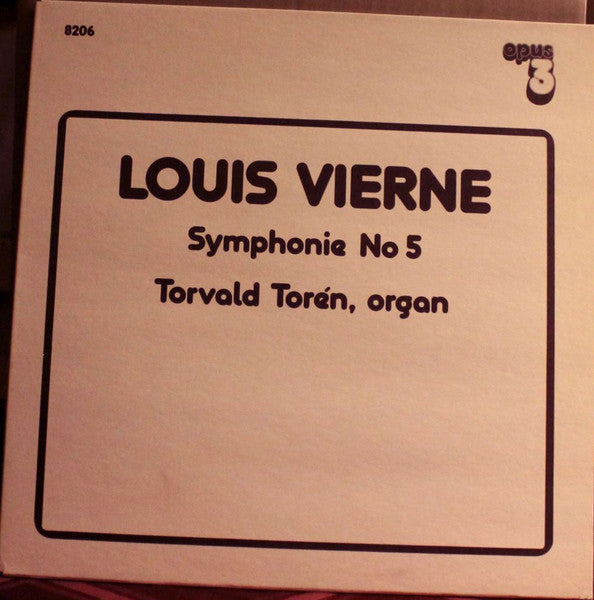 8206
opus
3
LOUIS VIERNE
Symphonie No 5
Torvald Torén, organ